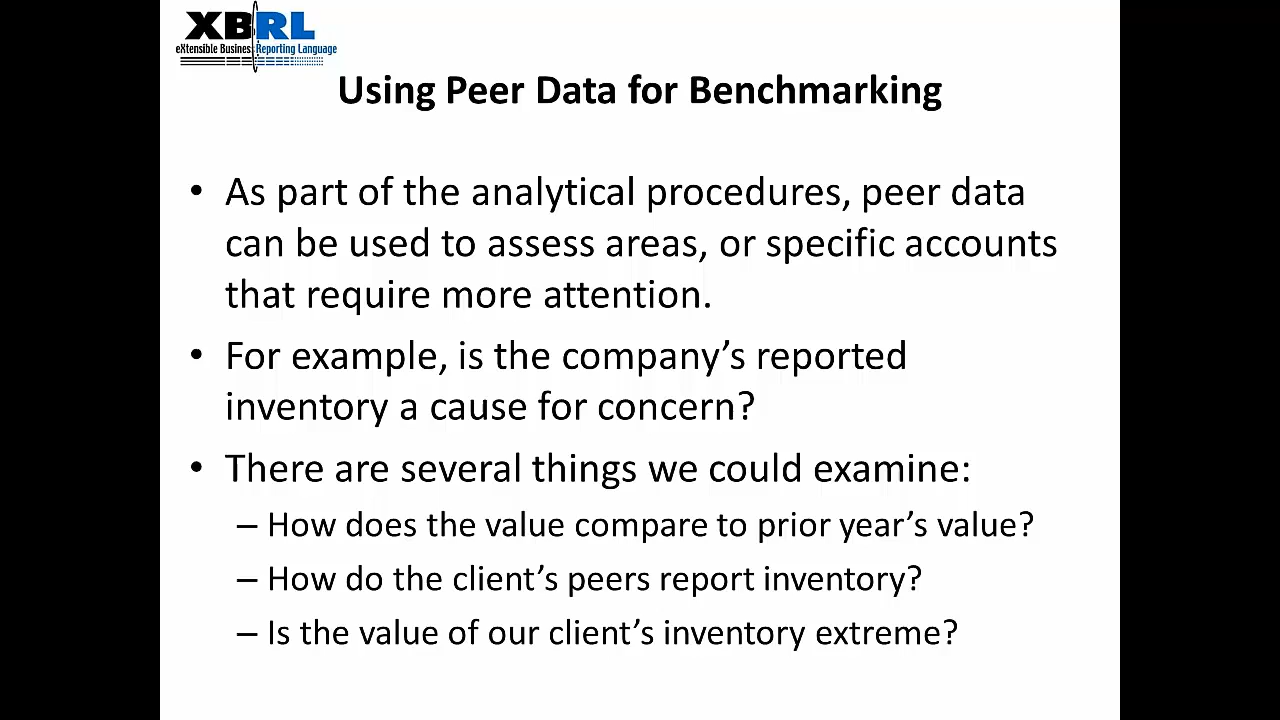 XBRL
eXtensible Business Reporting Language
Using Peer Data for Benchmarking
• As part of the analytical procedures, peer data
can be used to assess areas, or specific accounts
that require more attention.
• For example, is the company’s reported
inventory a cause for concern?
• There are several things we could examine:
– How does the value compare to prior year’s value?
– How do the client’s peers report inventory?
– Is the value of our client’s inventory extreme?